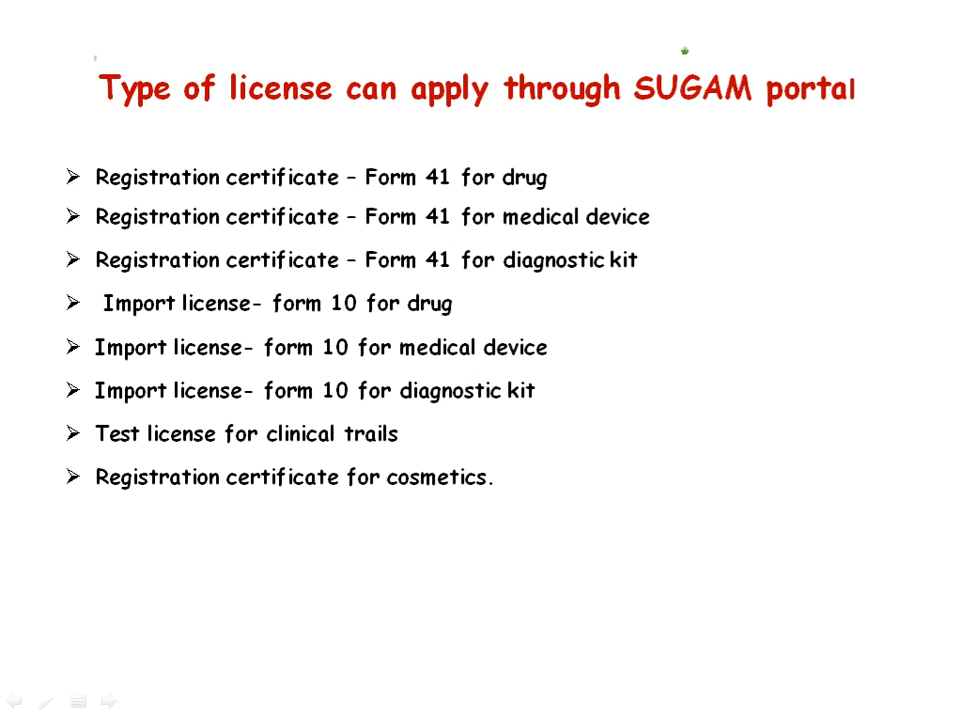 Type of license can apply through SUGAM portal
➢ Registration certificate – Form 41 for drug
➢ Registration certificate – Form 41 for medical device
➢ Registration certificate – Form 41 for diagnostic kit
➢ Import license- form 10 for drug
➢ Import license- form 10 for medical device
➢ Import license- form 10 for diagnostic kit
➢ Test license for clinical trails
➢ Registration certificate for cosmetics.